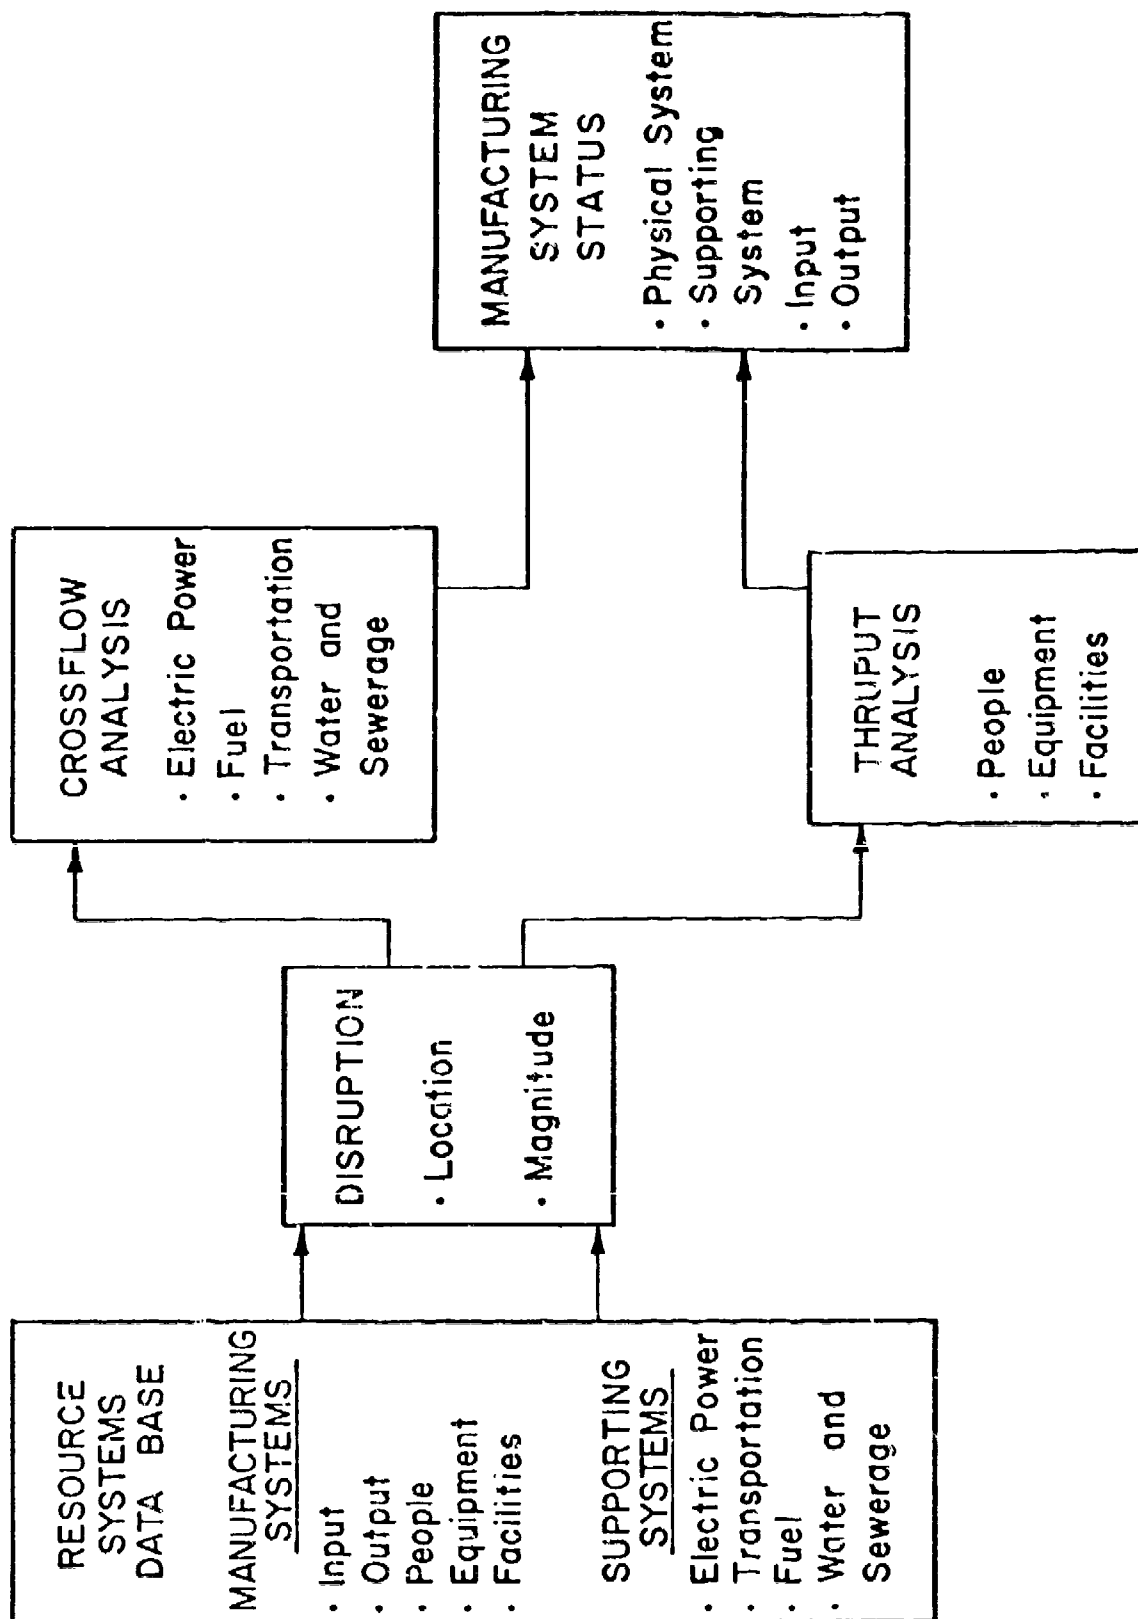 RESOURCE
SYSTEMS
DATA BASE
MANUFACTURING
SYSTEMS
· Input
· Output
· People
· Equipment
· Facilities
SUPPORTING
SYSTEMS
· Electric Power
· Transportation
· Fuel
· Water and
Sewerage
DISRUPTION
· Location
· Magnitude
CROSSFLOW
ANALYSIS
· Electric Power
· Fuel
· Transportation
· Water and
Sewerage
THRUPUT
ANALYSIS
· People
· Equipment
· Facilities
MANUFACTURING
SYSTEM
STATUS
· Physical System
· Supporting
System
· Input
· Output